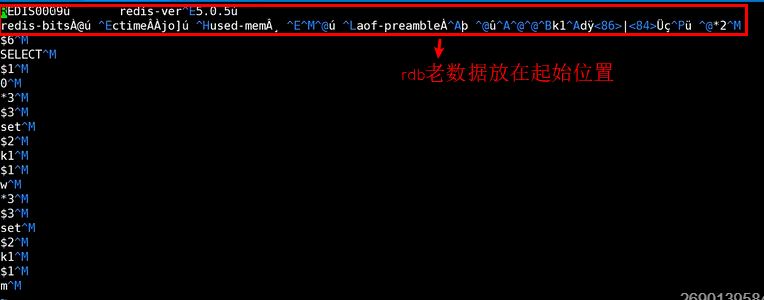 REDIS0009ú      redis-ver^E5.0.5ú
redis-bitsÀ@ú ^EctimeÂÀjo]ú ^Hused-memÂ¸ ^E^M^@ú ^Laof-preambleÀ^Aþ ^@û^A^@^@^Bk1^Adÿ<86>|<84>Üç^Pü ^@*2^M
rdb老数据放在起始位置
$6^M
SELECT^M
$1^M
0^M
*3^M
$3^M
set^M
$2^M
k1^M
$1^M
w^M
*3^M
$3^M
set^M
$2^M
k1^M
$1^M
m^M